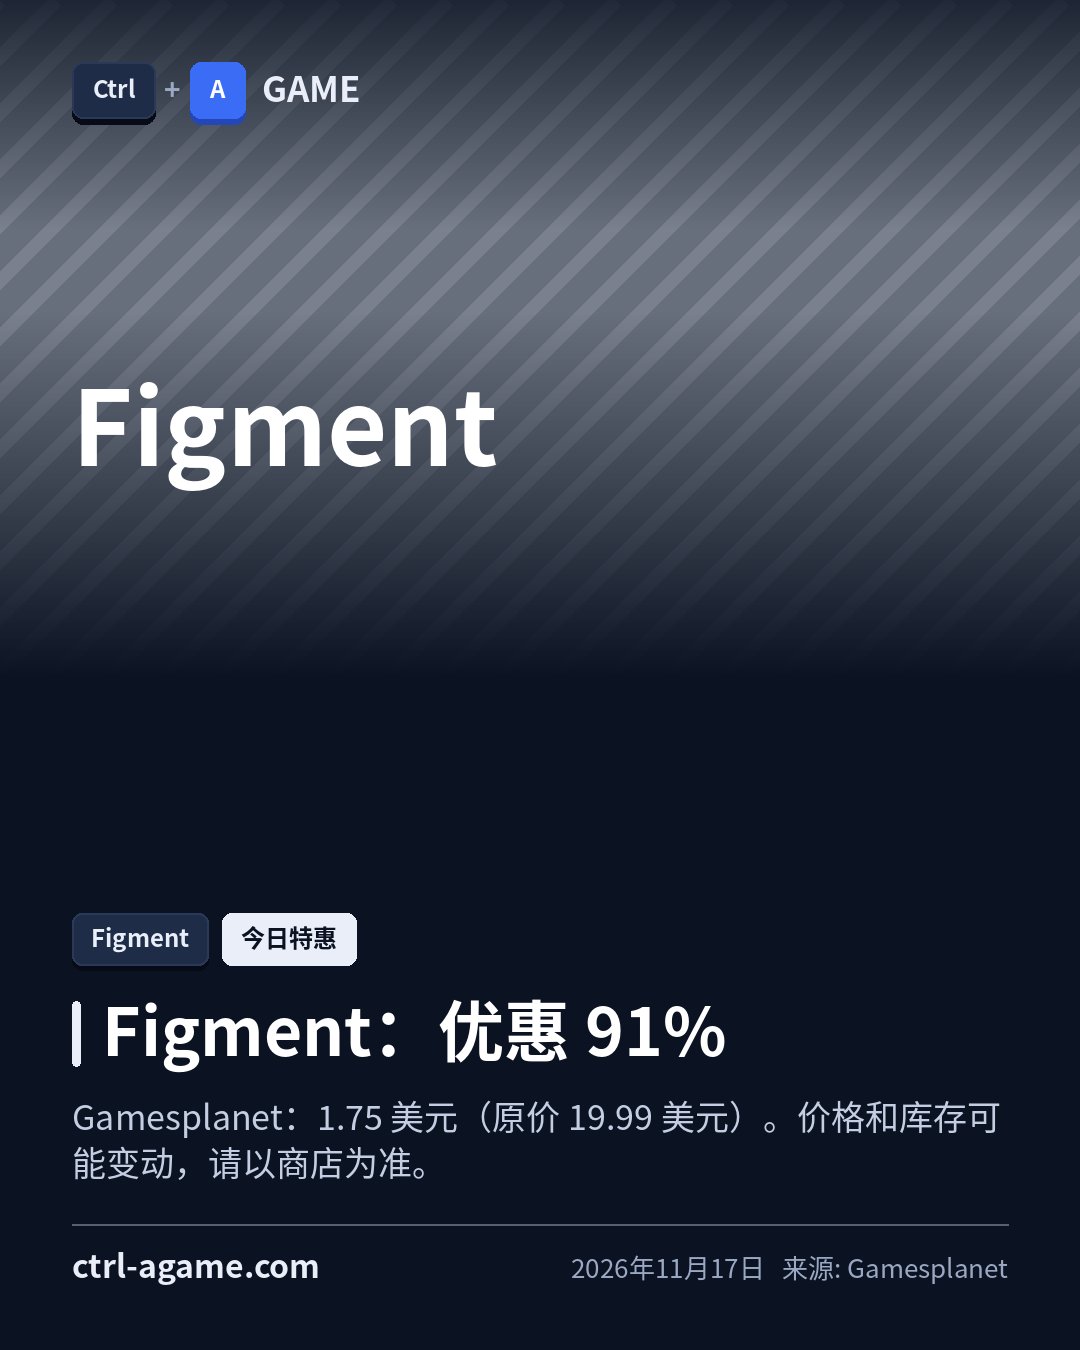 Ctrl + A GAME
Figment
Figment 今日特惠
Figment：优惠 91%
Gamesplanet：1.75 美元（原价 19.99 美元）。价格和库存可
能变动，请以商店为准。
ctrl-agame.com 2026年11月17日 来源: Gamesplanet